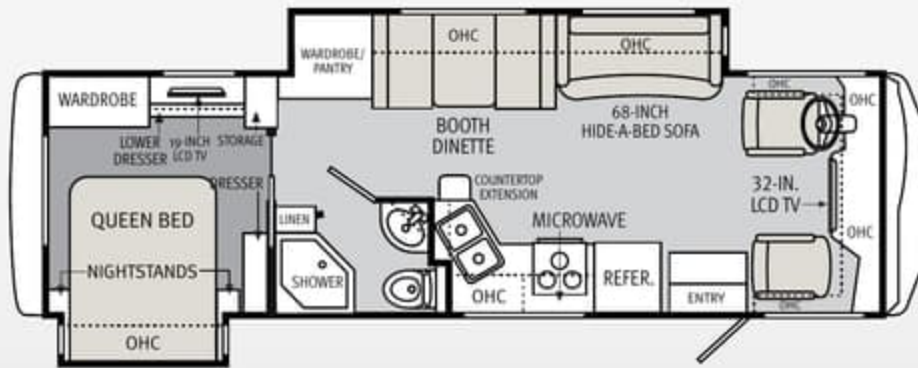 WARDROBE/
PANTRY
OHC
OHC
WARDROBE
LOWER
DRESSER
19-INCH
LCD TV
STORAGE
BOOTH
DINETTE
68-INCH
HIDE-A-BED SOFA
OHC
OHC
DRESSER
QUEEN BED
NIGHTSTANDS
OHC
LINEN
SHOWER
COUNTERTOP
EXTENSION
MICROWAVE
OHC
REFER.
ENTRY
32-IN.
LCD TV
OHC
OHC